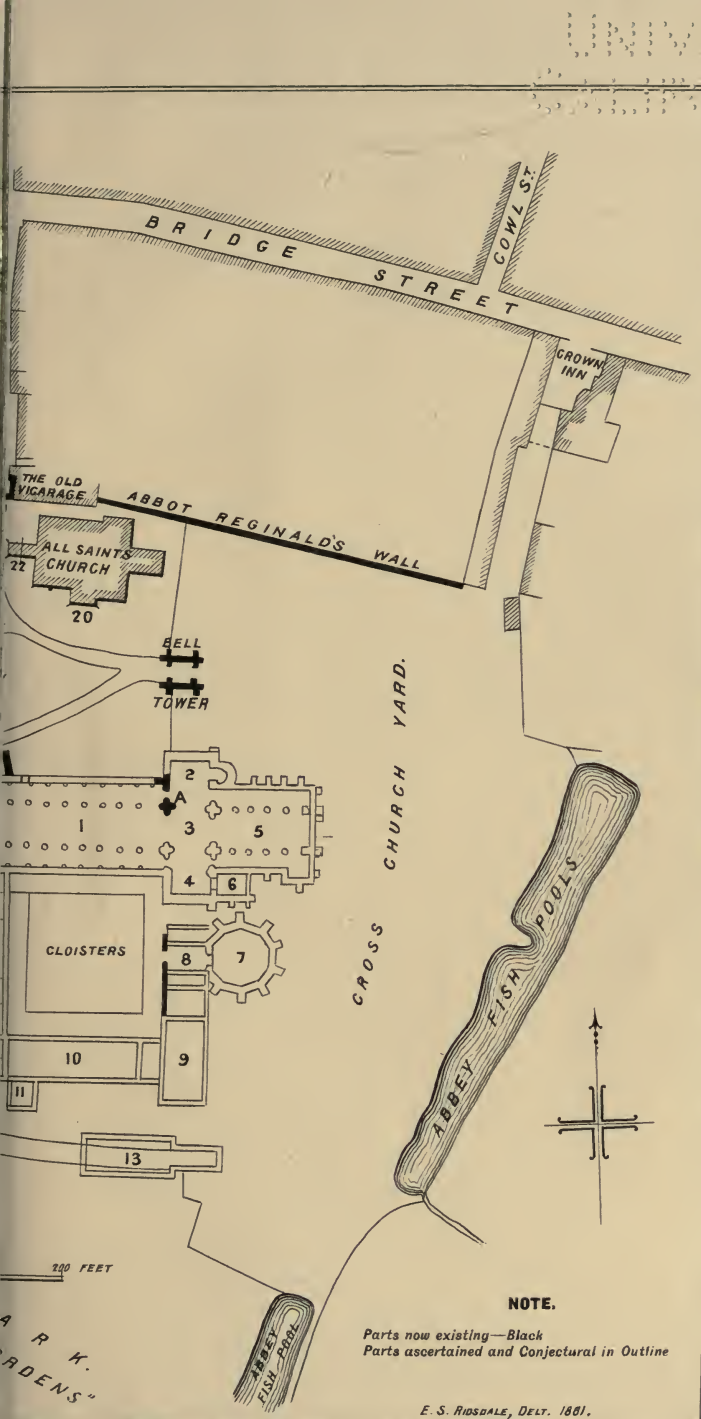 UNIV
BRIDGE STREET
COWL ST.
CROWN
INN
THE OLD
VICARAGE
ABBOT REGINALD'S WALL
ALL SAINTS
CHURCH
22
20
BELL
TOWER
CROSS CHURCH YARD.
2
A
1
3
5
4
6
CLOISTERS
8
7
10
9
11
13
ABBEY FISH POOLS
200 FEET
ABBEY
FISH POOL
ARK.
ARDENS"
NOTE.
Parts now existing—Black
Parts ascertained and Conjectural in Outline
E. S. RIDSDALE, DELT. 1881.